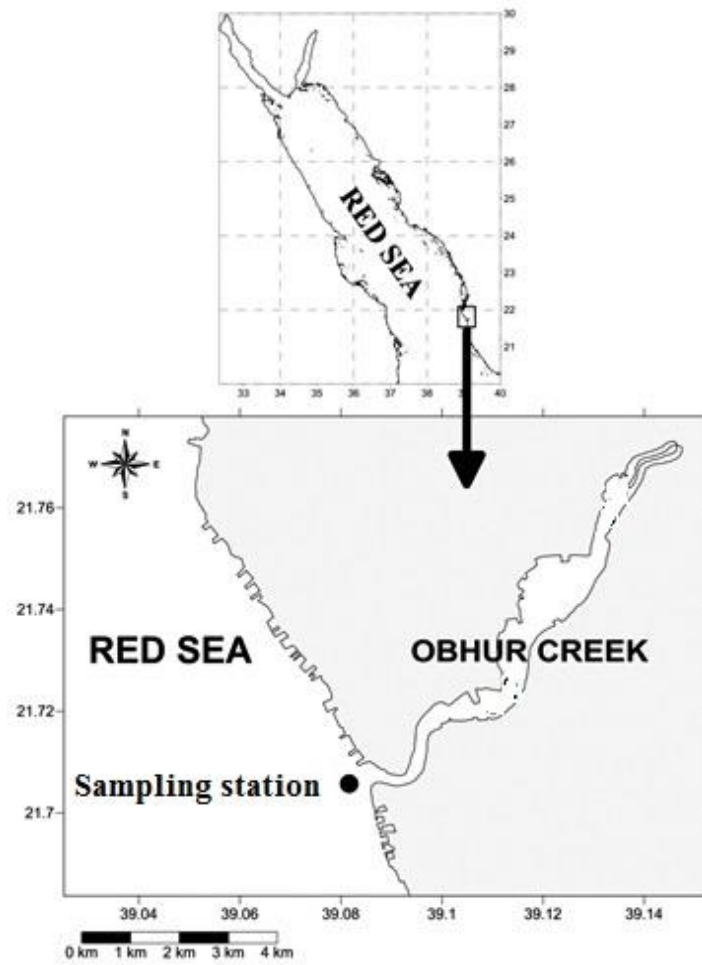 30
29
28
27
26
25
24
23
22
21
RED SEA
33 34 35 36 37 38 39 40
N
W E
S
21.76
21.74
21.72
21.7
RED SEA
OBHUR CREEK
Sampling station
39.04 39.06 39.08 39.1 39.12 39.14
0 km 1 km 2 km 3 km 4 km